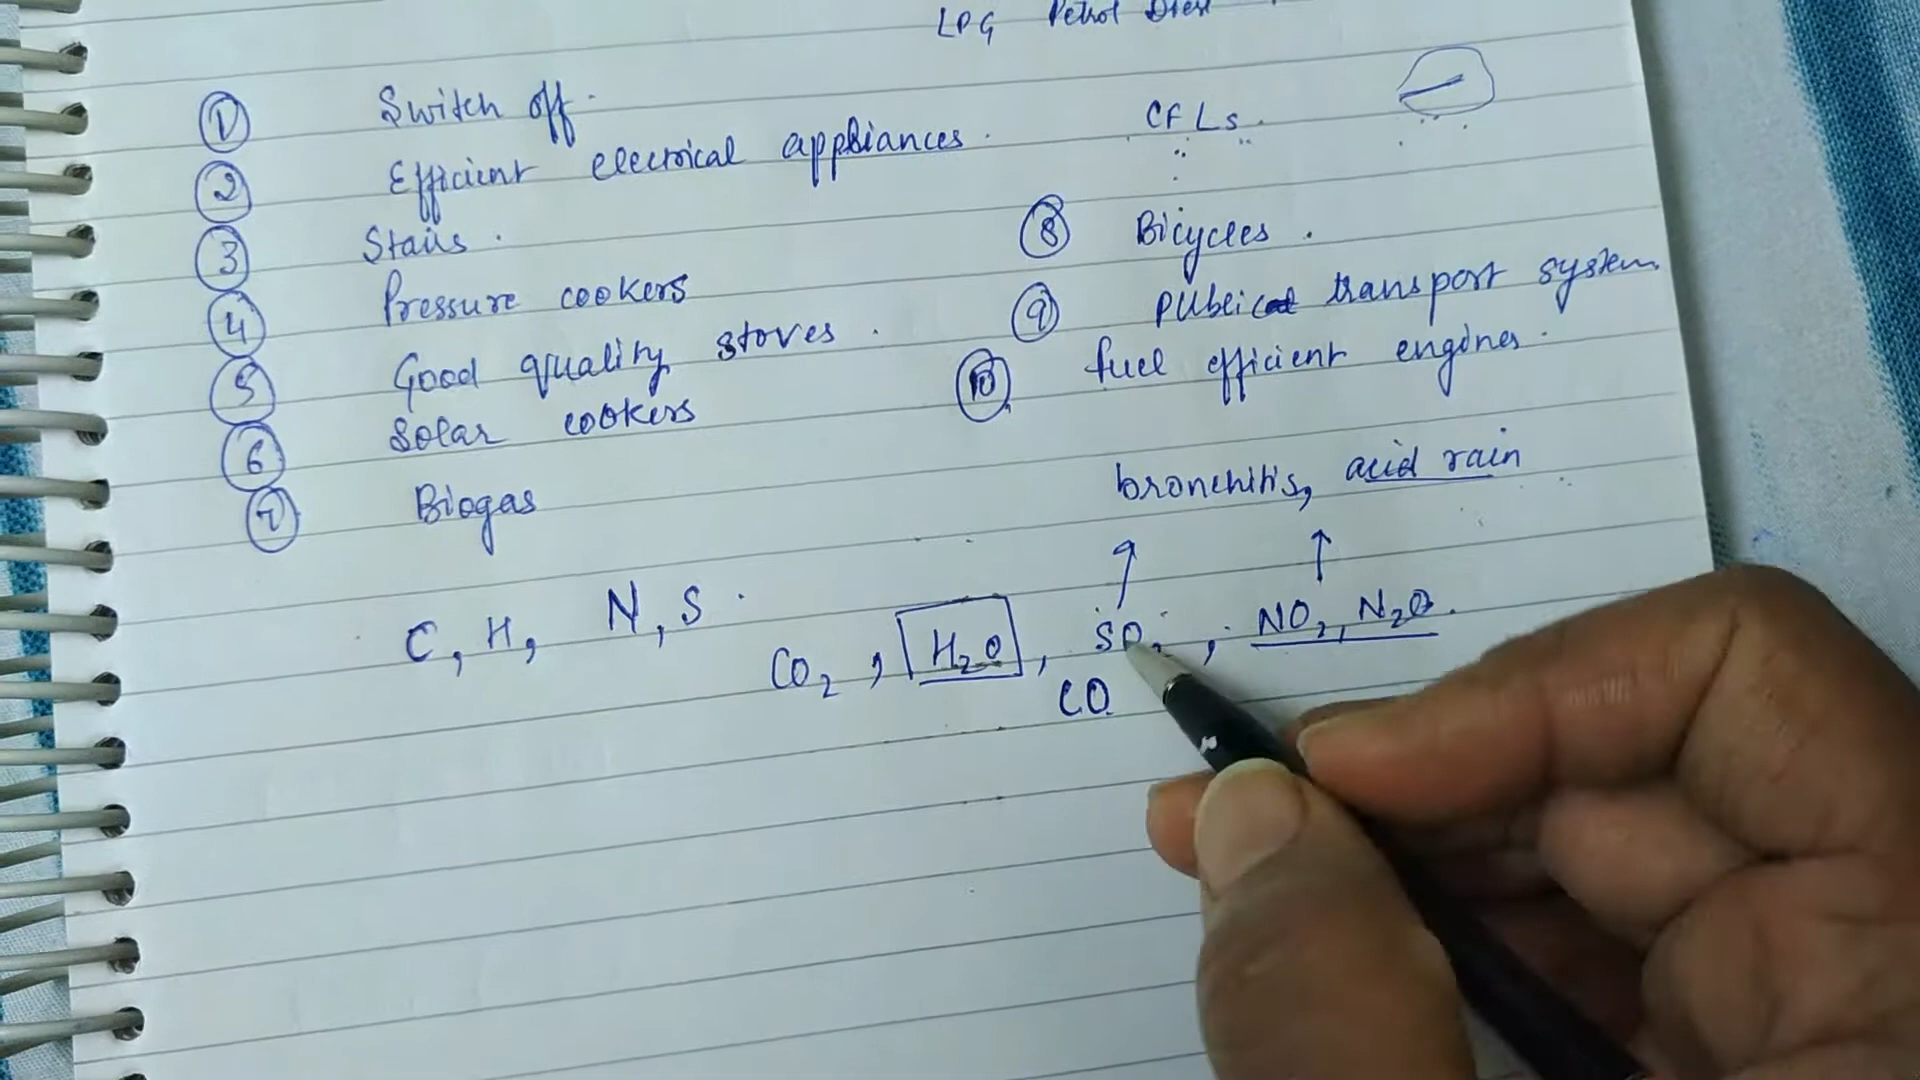 LPG Petrol Diesel
① Switch off.
② Efficient electrical appliances. CFLs.
③ Stairs.
④ Pressure cookers
⑤ Good quality stoves.
⑥ Solar cookers
⑦ Biogas
⑧ Bicycles.
⑨ Public transport system
⑩ fuel efficient engines.
bronchitis, acid rain
C, H, N, S.
CO₂, H₂O, SO₂, NO₂, N₂O.
CO